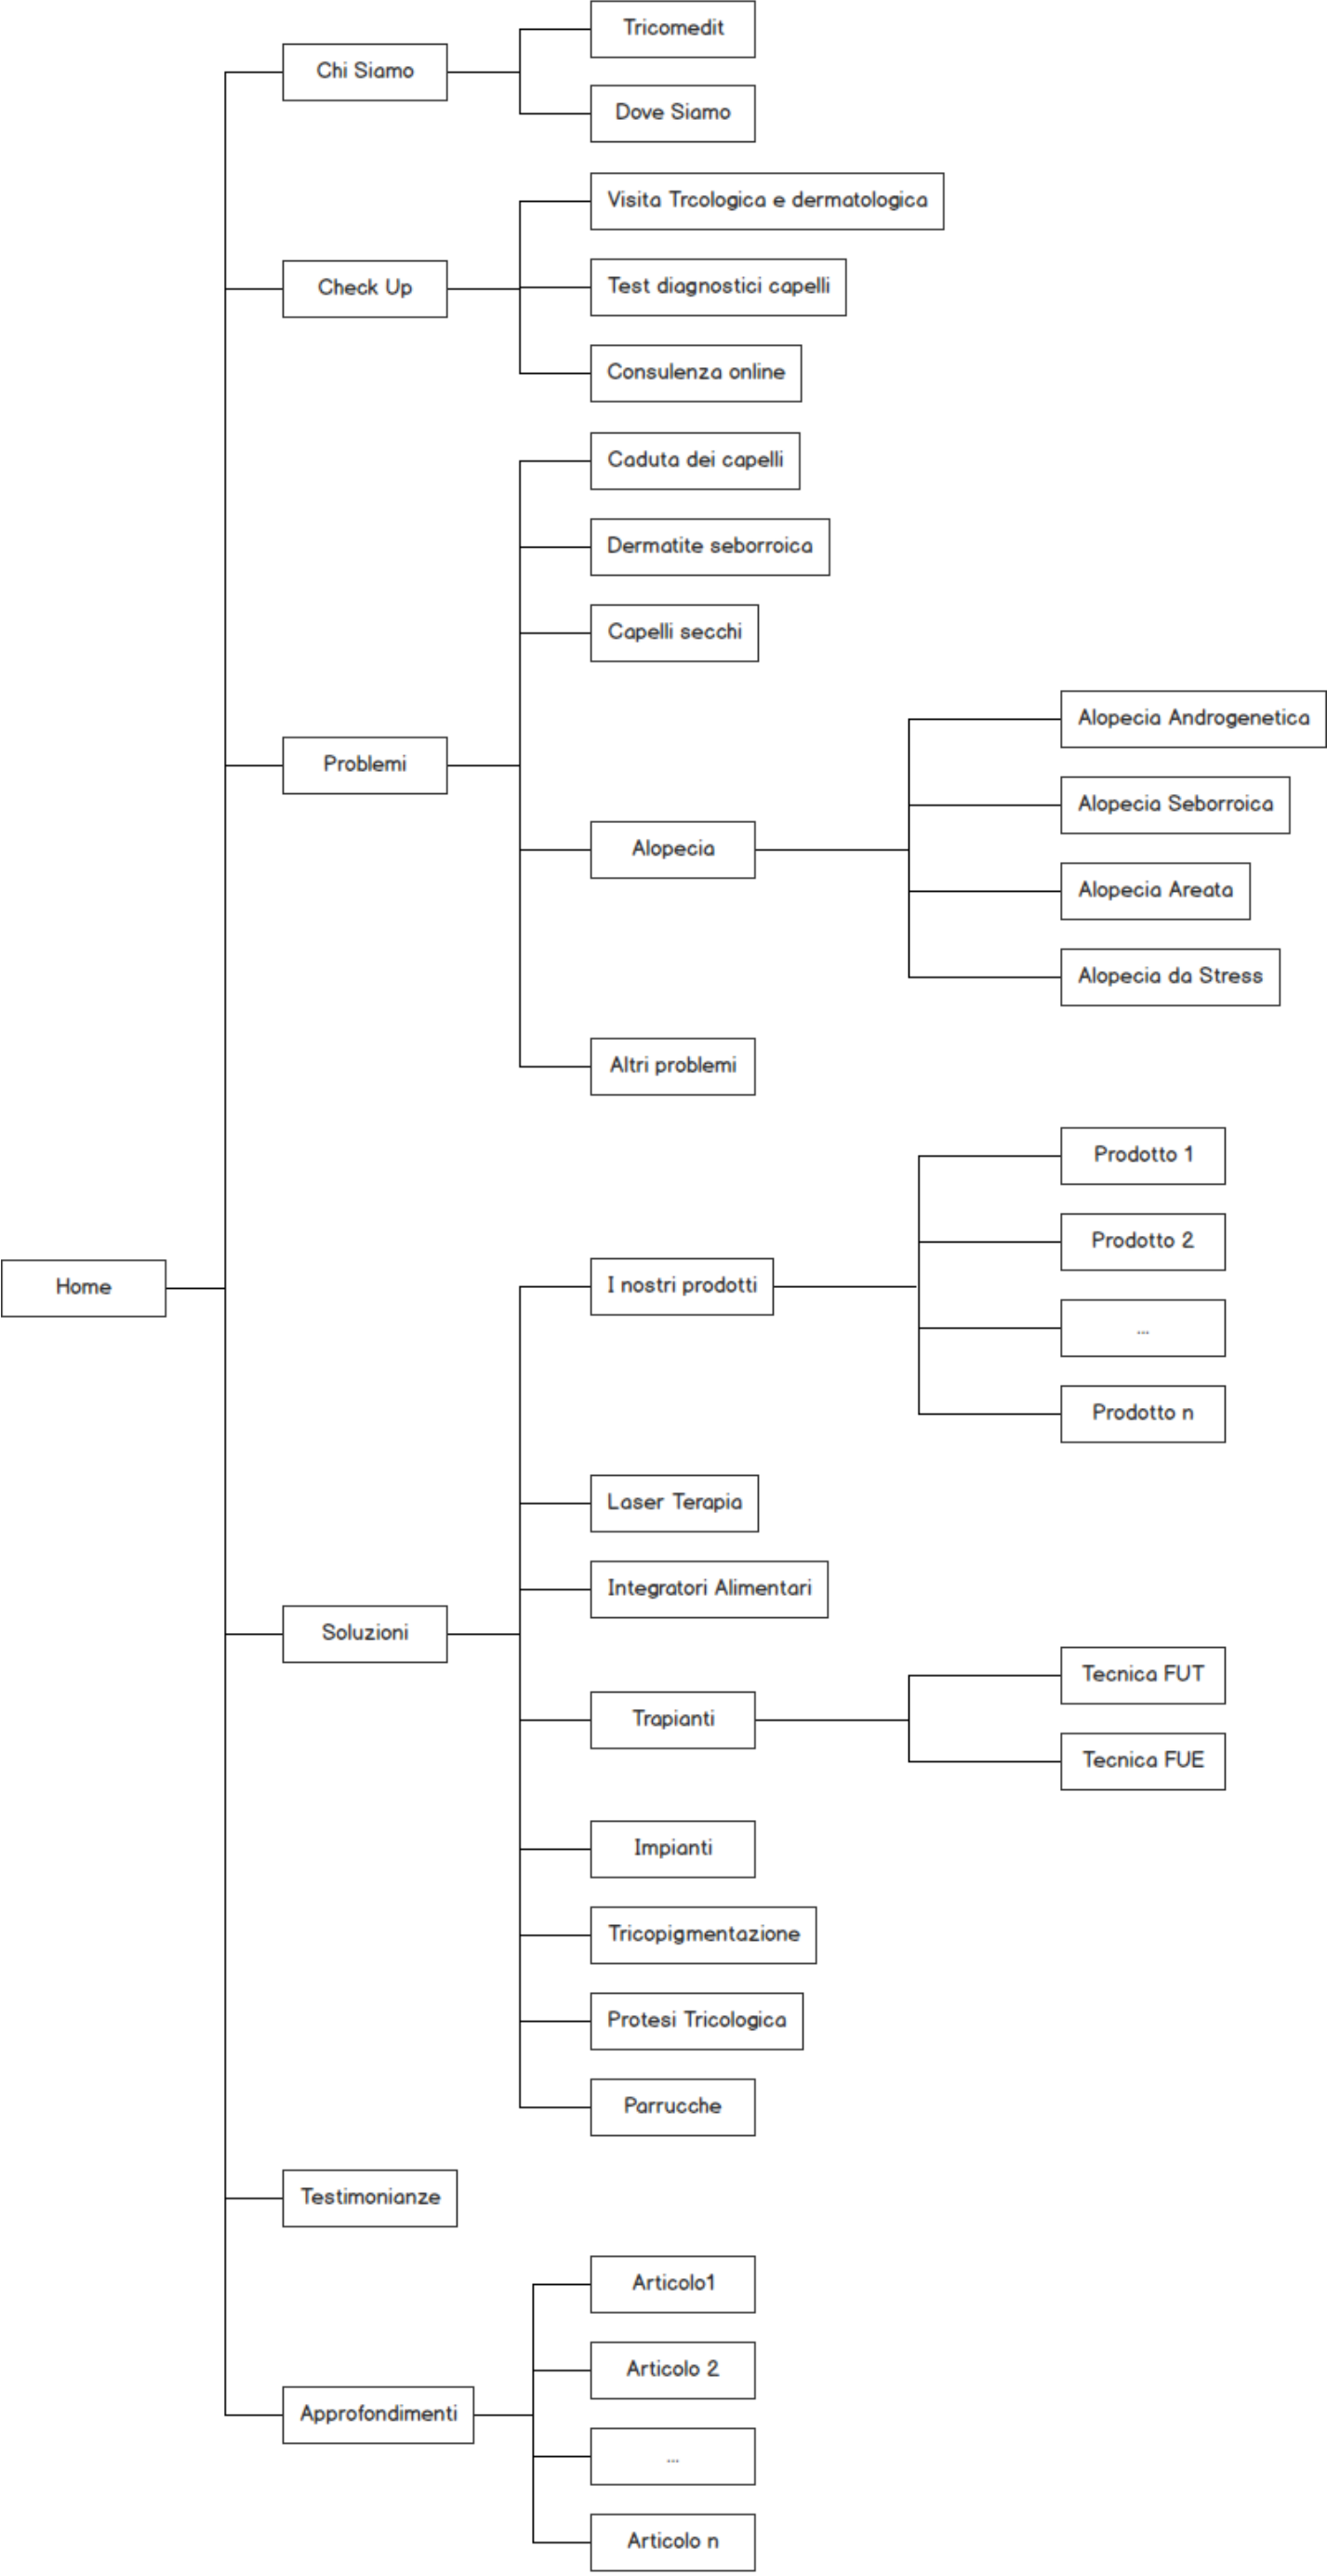 Tricomedit
Chi Siamo
Dove Siamo
Visita Trcologica e dermatologica
Check Up
Test diagnostici capelli
Consulenza online
Caduta dei capelli
Dermatite seborroica
Capelli secchi
Alopecia Androgenetica
Problemi
Alopecia Seborroica
Alopecia
Alopecia Areata
Alopecia da Stress
Altri problemi
Prodotto 1
Prodotto 2
Home
I nostri prodotti
...
Prodotto n
Laser Terapia
Integratori Alimentari
Soluzioni
Tecnica FUT
Trapianti
Tecnica FUE
Impianti
Tricopigmentazione
Protesi Tricologica
Parrucche
Testimonianze
Articolo1
Articolo 2
Approfondimenti
...
Articolo n